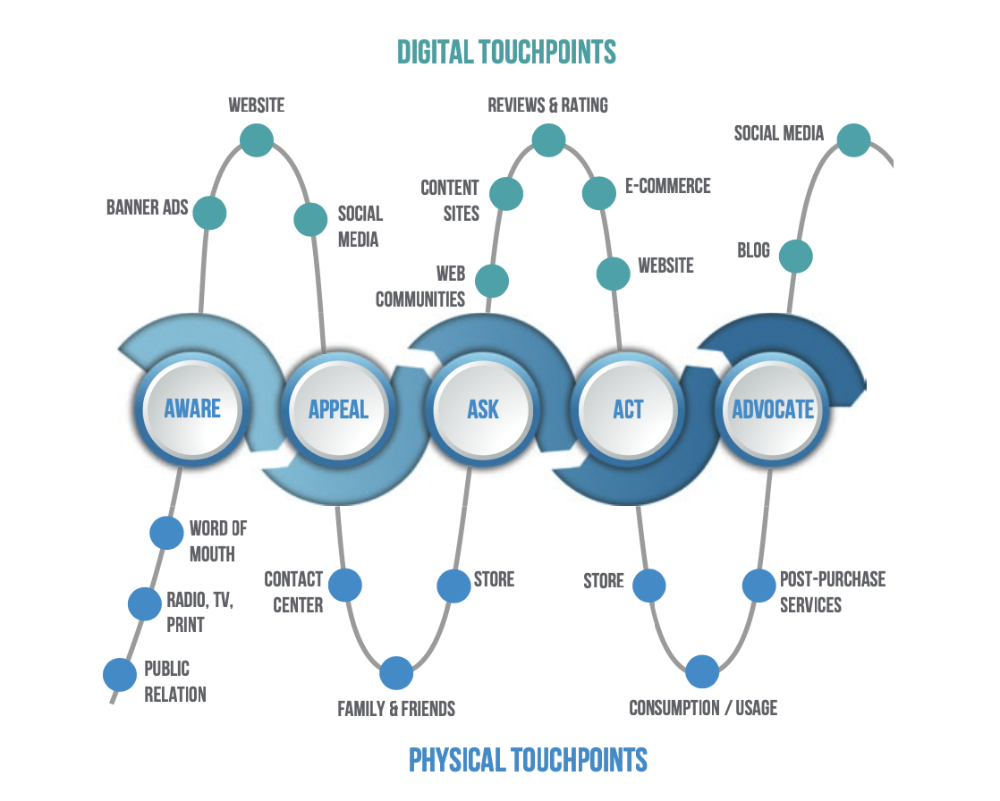 DIGITAL TOUCHPOINTS
WEBSITE
REVIEWS & RATING
SOCIAL MEDIA
BANNER ADS
SOCIAL
MEDIA
CONTENT
SITES
E-COMMERCE
BLOG
WEB
COMMUNITIES
WEBSITE
AWARE
APPEAL
ASK
ACT
ADVOCATE
WORD OF
MOUTH
RADIO, TV,
PRINT
PUBLIC
RELATION
CONTACT
CENTER
STORE
FAMILY & FRIENDS
STORE
POST-PURCHASE
SERVICES
CONSUMPTION / USAGE
PHYSICAL TOUCHPOINTS